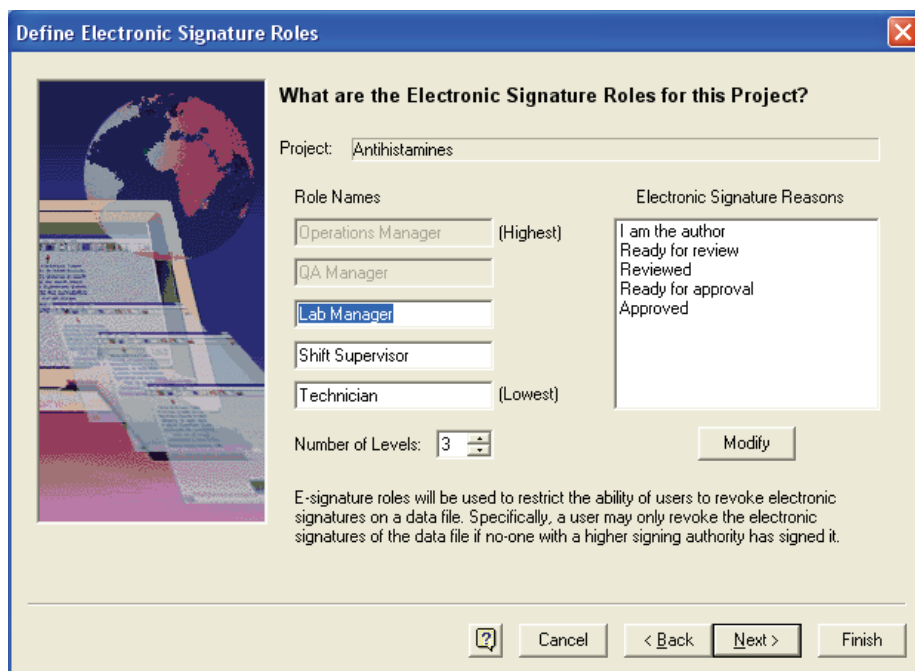 Define Electronic Signature Roles
What are the Electronic Signature Roles for this Project?
Project: Antihistamines
Role Names
Electronic Signature Reasons
Operations Manager (Highest)
QA Manager
Lab Manager
Shift Supervisor
Technician (Lowest)
I am the author
Ready for review
Reviewed
Ready for approval
Approved
Number of Levels: 3
Modify
E-signature roles will be used to restrict the ability of users to revoke electronic
signatures on a data file. Specifically, a user may only revoke the electronic
signatures of the data file if no-one with a higher signing authority has signed it.
? Cancel < Back Next > Finish